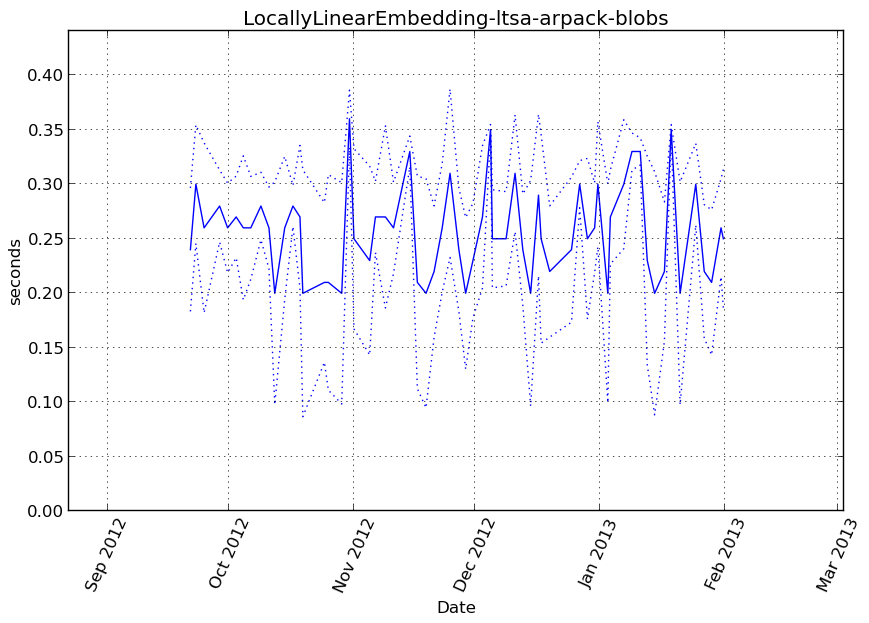 LocallyLinearEmbedding-ltsa-arpack-blobs
0.40
0.35
0.30
0.25
0.20
0.15
0.10
0.05
0.00
seconds
Sep 2012
Oct 2012
Nov 2012
Dec 2012
Jan 2013
Feb 2013
Mar 2013
Date